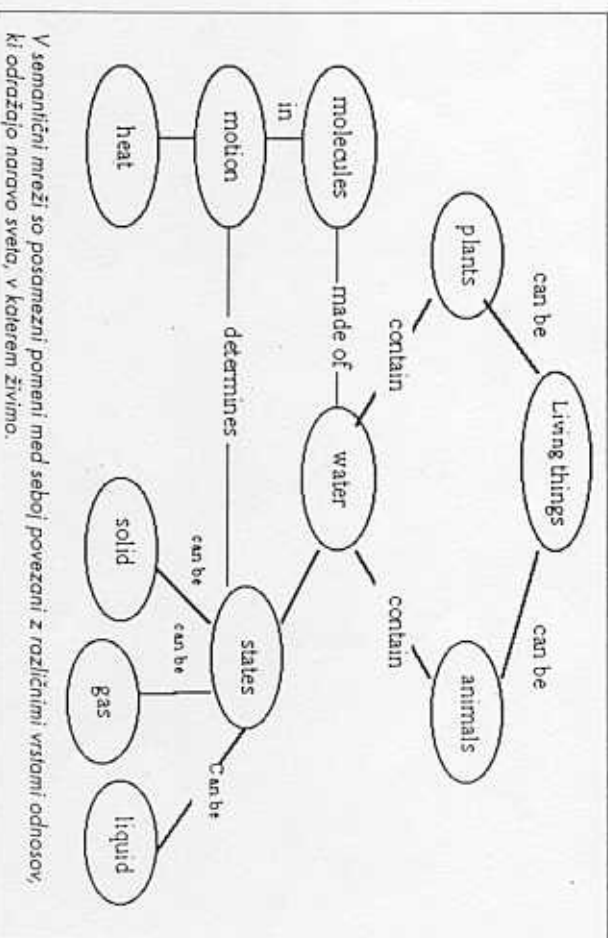 Living things
can be
can be
plants
animals
contain
contain
molecules
made of
water
in
motion
determines
states
heat
can be
can be
Can be
solid
gas
liquid
V semantični mreži so posamezni pomeni med seboj povezani z različnimi vrstami odnosov,
ki odražajo naravo sveta, v katerem živimo.